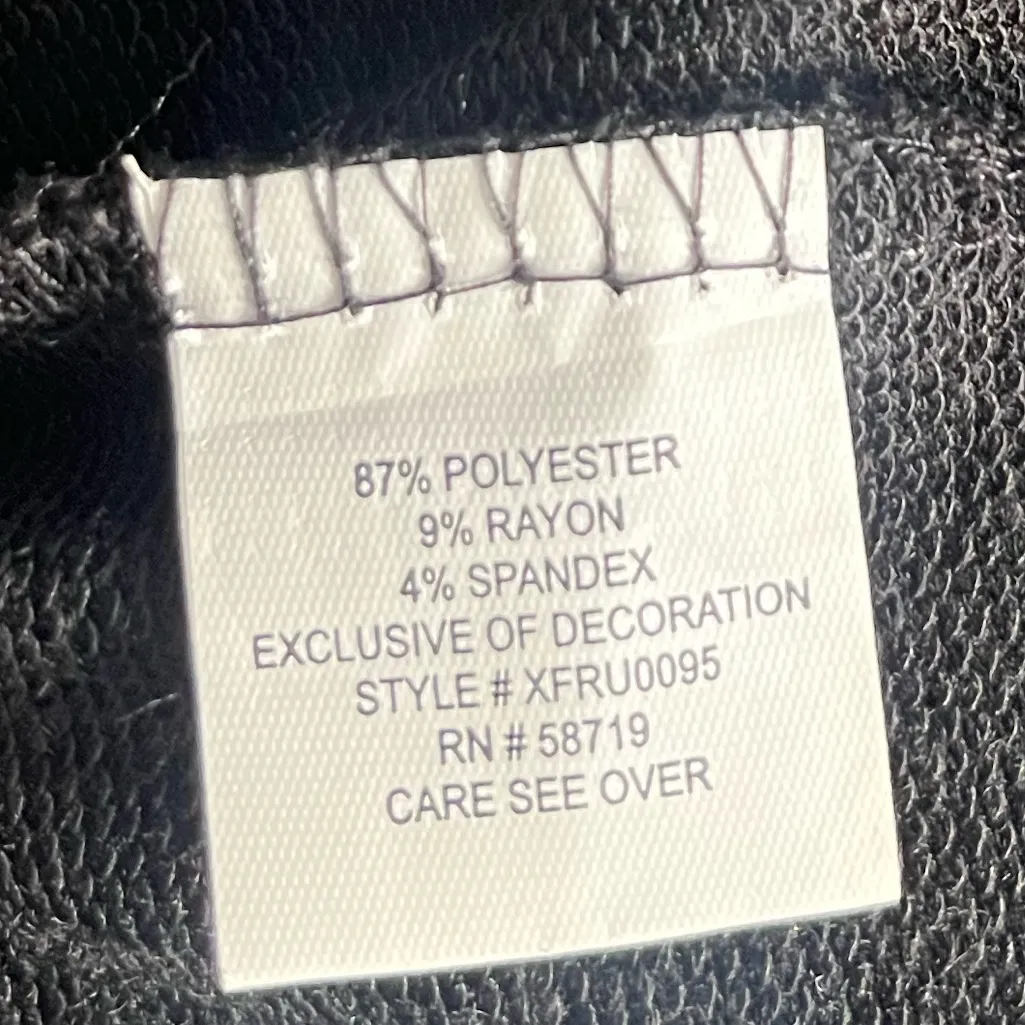 87% POLYESTER
9% RAYON
4% SPANDEX
EXCLUSIVE OF DECORATION
STYLE # XFRU0095
RN # 58719
CARE SEE OVER